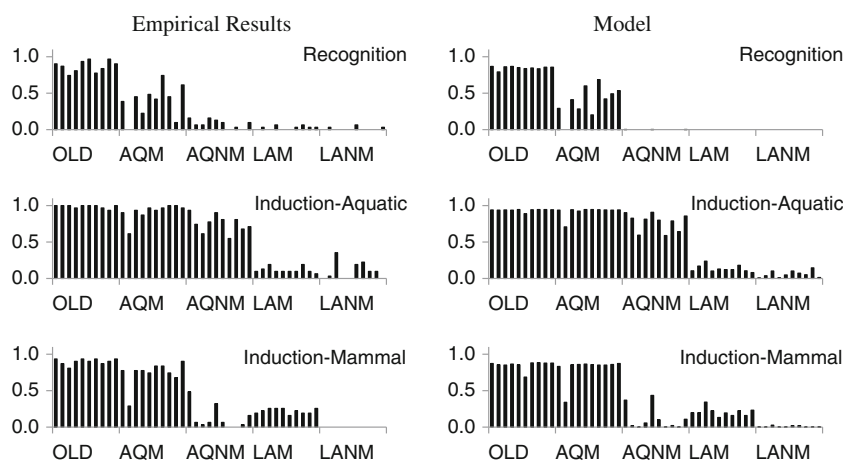 Empirical Results
Recognition
1.0
0.5
0.0
OLD AQM AQNM LAM LANM
Induction-Aquatic
1.0
0.5
0.0
OLD AQM AQNM LAM LANM
Induction-Mammal
1.0
0.5
0.0
OLD AQM AQNM LAM LANM
Model
Recognition
1.0
0.5
0.0
OLD AQM AQNM LAM LANM
Induction-Aquatic
1.0
0.5
0.0
OLD AQM AQNM LAM LANM
Induction-Mammal
1.0
0.5
0.0
OLD AQM AQNM LAM LANM